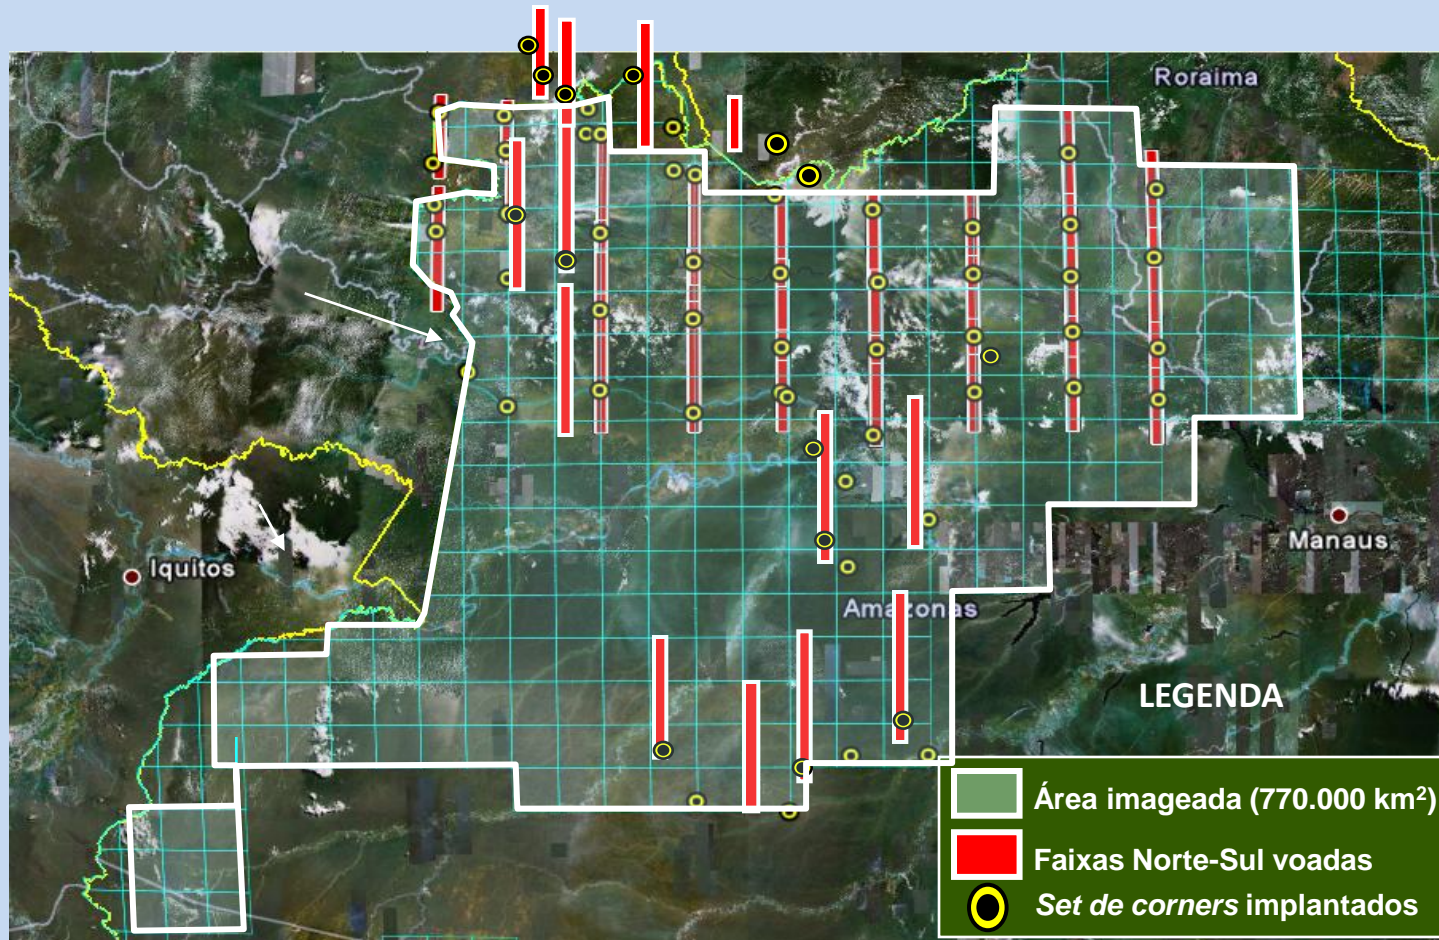 Roraima
Iquitos
Manaus
Amazonas
LEGENDA
Área imageada (770.000 km²)
Faixas Norte-Sul voadas
Set de corners implantados